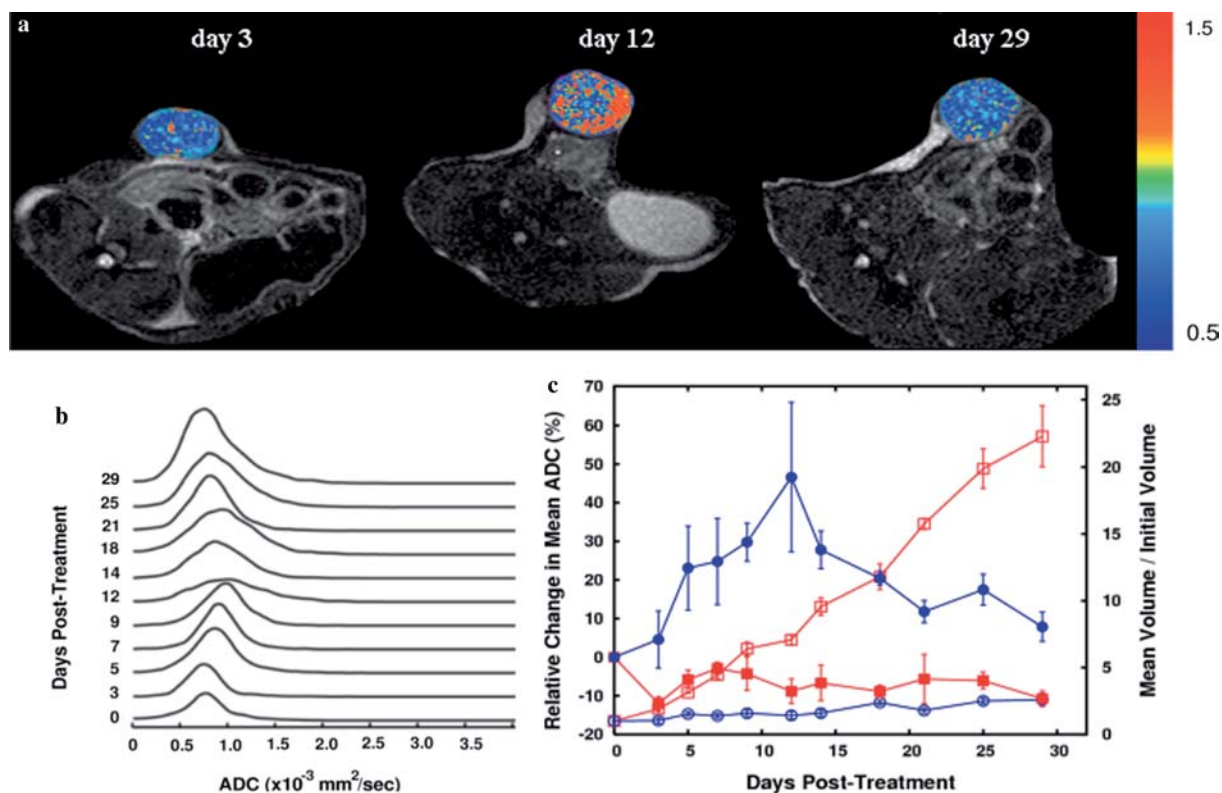 a
day 3
day 12
day 29
1.5
0.5
b
29
25
21
18
14
12
9
7
5
3
0
Days Post-Treatment
0 0.5 1.0 1.5 2.0 2.5 3.0 3.5
ADC (x10⁻³ mm²/sec)
c
70
60
50
40
30
20
10
0
-10
-20
Relative Change in Mean ADC (%)
25
20
15
10
5
0
Mean Volume / Initial Volume
0 5 10 15 20 25 30
Days Post-Treatment